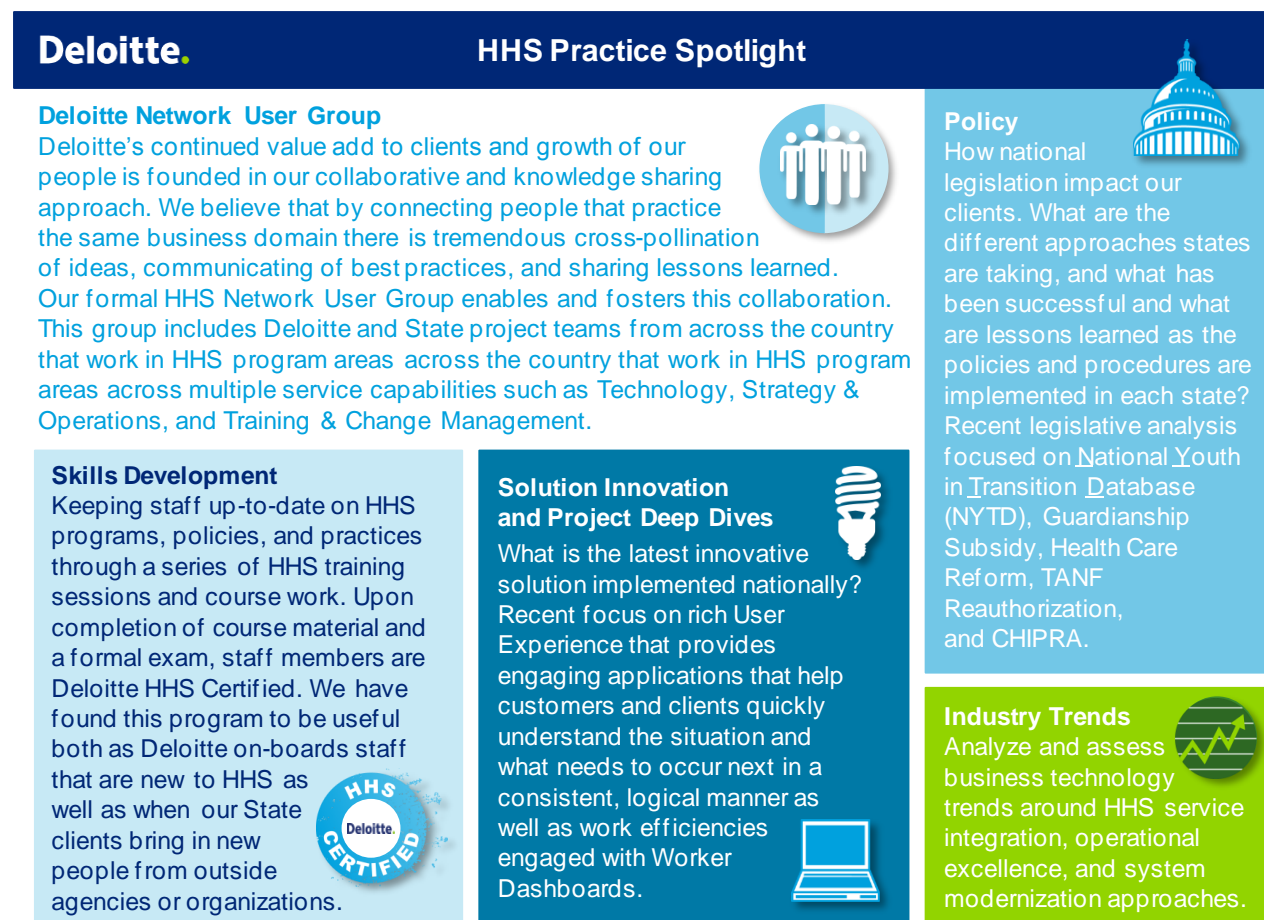 Deloitte.
HHS Practice Spotlight
Deloitte Network User Group
Deloitte's continued value add to clients and growth of our
people is founded in our collaborative and knowledge sharing
approach. We believe that by connecting people that practice
the same business domain there is tremendous cross-pollination
of ideas, communicating of best practices, and sharing lessons learned.
Our formal HHS Network User Group enables and fosters this collaboration.
This group includes Deloitte and State project teams from across the country
that work in HHS program areas across the country that work in HHS program
areas across multiple service capabilities such as Technology, Strategy &
Operations, and Training & Change Management.
Policy
How national
legislation impact our
clients. What are the
different approaches states
are taking, and what has
been successful and what
are lessons learned as the
policies and procedures are
implemented in each state?
Recent legislative analysis
focused on National Youth
in Transition Database
(NYTD), Guardianship
Subsidy, Health Care
Reform, TANF
Reauthorization,
and CHIPRA.
Skills Development
Keeping staff up-to-date on HHS
programs, policies, and practices
through a series of HHS training
sessions and course work. Upon
completion of course material and
a formal exam, staff members are
Deloitte HHS Certified. We have
found this program to be useful
both as Deloitte on-boards staff
that are new to HHS as
well as when our State
clients bring in new
people from outside
agencies or organizations.
HHS
Deloitte.
CERTIFIED
Solution Innovation
and Project Deep Dives
What is the latest innovative
solution implemented nationally?
Recent focus on rich User
Experience that provides
engaging applications that help
customers and clients quickly
understand the situation and
what needs to occur next in a
consistent, logical manner as
well as work efficiencies
engaged with Worker
Dashboards.
Industry Trends
Analyze and assess
business technology
trends around HHS service
integration, operational
excellence, and system
modernization approaches.